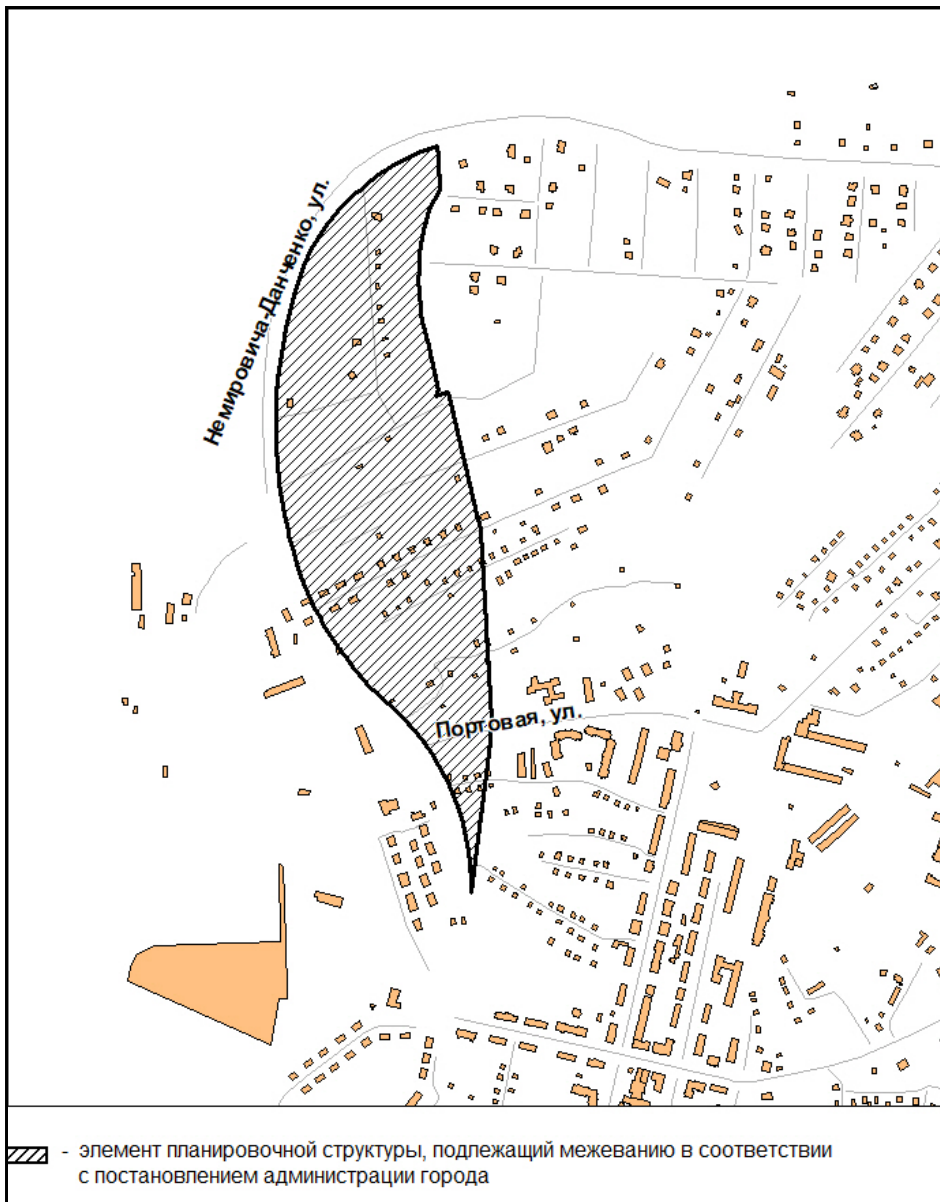 Немировича-Данченко, ул.
Портовая, ул.
- элемент планировочной структуры, подлежащий межеванию в соответствии
с постановлением администрации города